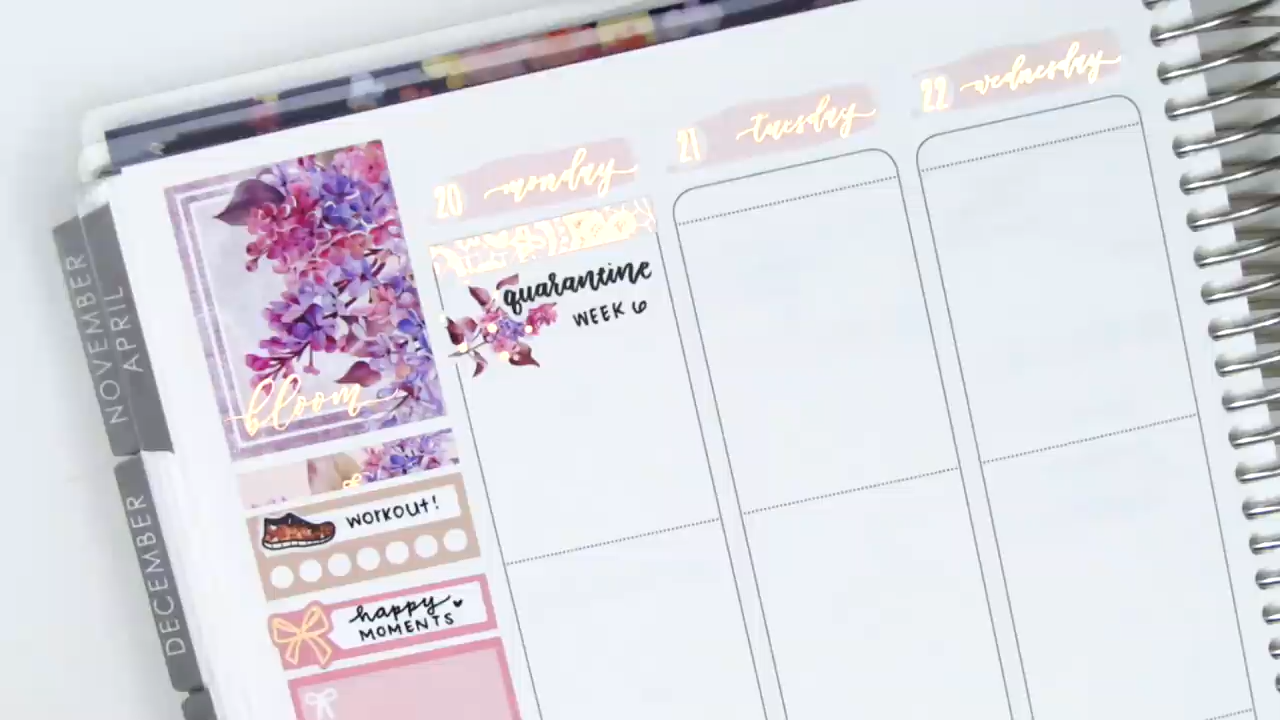 20 monday
21 tuesday
22 wednesday
quarantine
WEEK 6
bloom
workout!
happy
MOMENTS
NOVEMBER
APRIL
DECEMBER